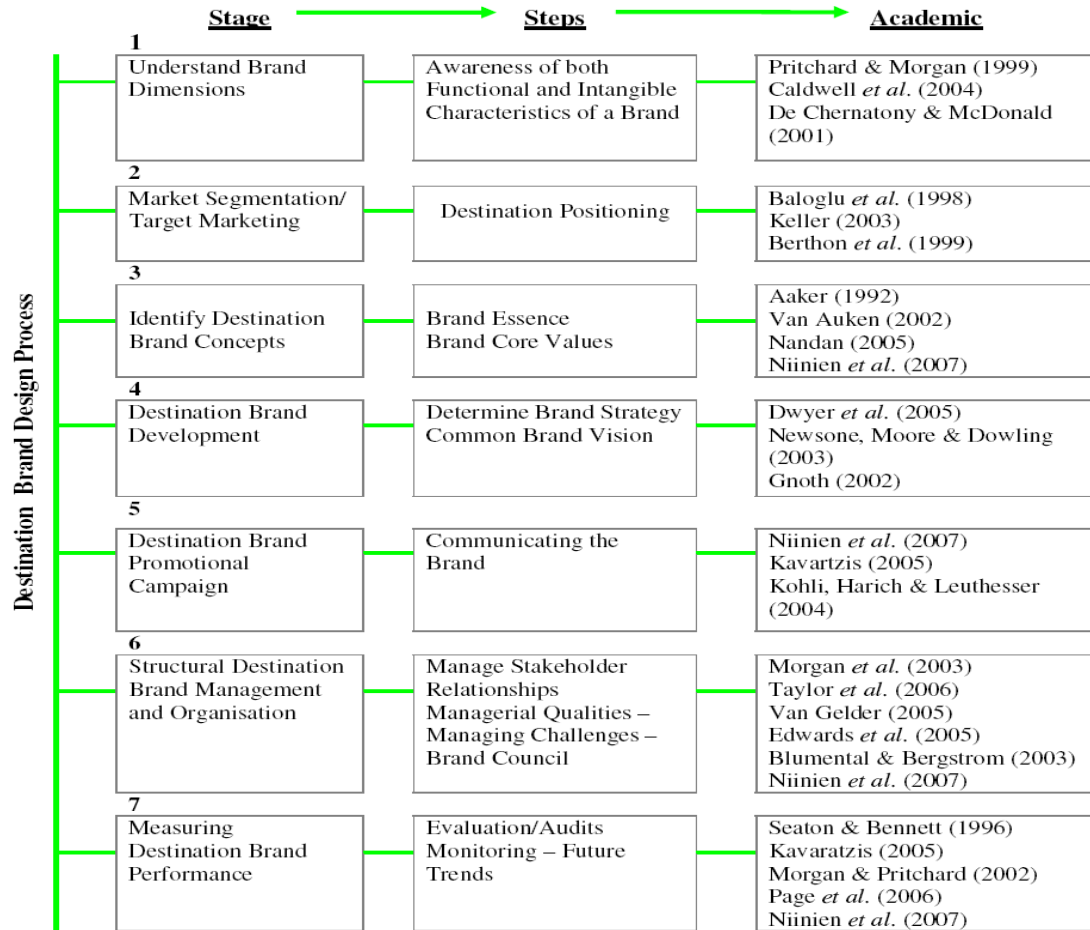 Stage Steps Academic
Destination Brand Design Process
1
Understand Brand
Dimensions
Awareness of both
Functional and Intangible
Characteristics of a Brand
Pritchard & Morgan (1999)
Caldwell et al. (2004)
De Chernatony & McDonald
(2001)
2
Market Segmentation/
Target Marketing
Destination Positioning
Baloglu et al. (1998)
Keller (2003)
Berthon et al. (1999)
3
Identify Destination
Brand Concepts
Brand Essence
Brand Core Values
Aaker (1992)
Van Auken (2002)
Nandan (2005)
Niinien et al. (2007)
4
Destination Brand
Development
Determine Brand Strategy
Common Brand Vision
Dwyer et al. (2005)
Newsone, Moore & Dowling
(2003)
Gnoth (2002)
5
Destination Brand
Promotional
Campaign
Communicating the
Brand
Niinien et al. (2007)
Kavartzis (2005)
Kohli, Harich & Leuthesser
(2004)
6
Structural Destination
Brand Management
and Organisation
Manage Stakeholder
Relationships
Managerial Qualities –
Managing Challenges –
Brand Council
Morgan et al. (2003)
Taylor et al. (2006)
Van Gelder (2005)
Edwards et al. (2005)
Blumental & Bergstrom (2003)
Niinien et al. (2007)
7
Measuring
Destination Brand
Performance
Evaluation/Audits
Monitoring – Future
Trends
Seaton & Bennett (1996)
Kavaratzis (2005)
Morgan & Pritchard (2002)
Page et al. (2006)
Niinien et al. (2007)